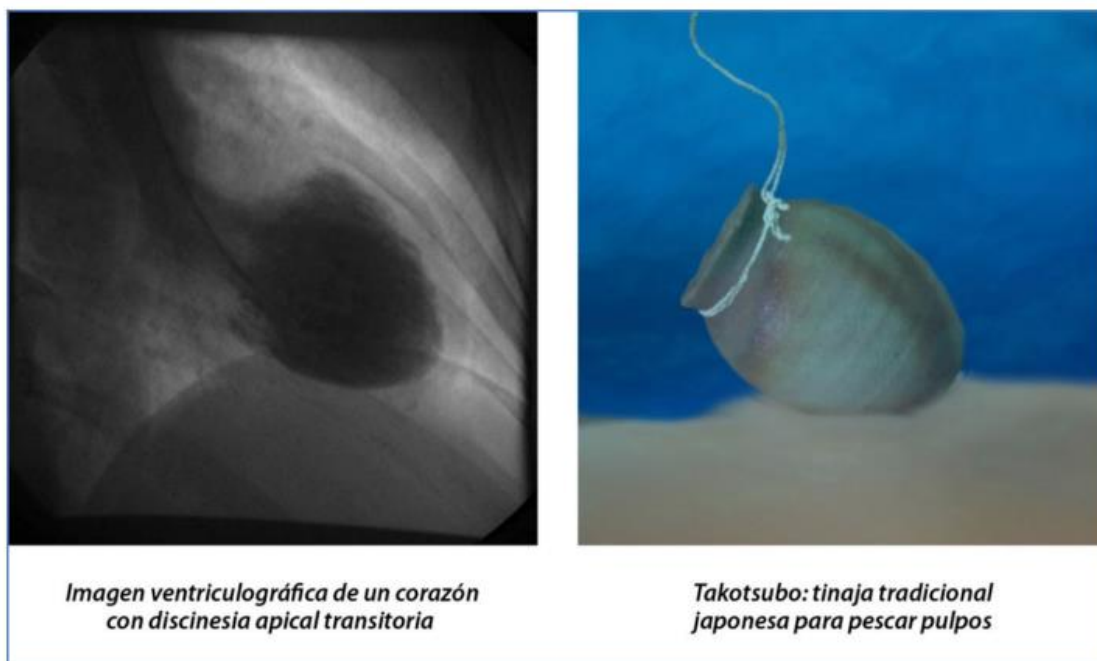 Imagen ventriculográfica de un corazón
con discinesia apical transitoria
Takotsubo: tinaja tradicional
japonesa para pescar pulpos